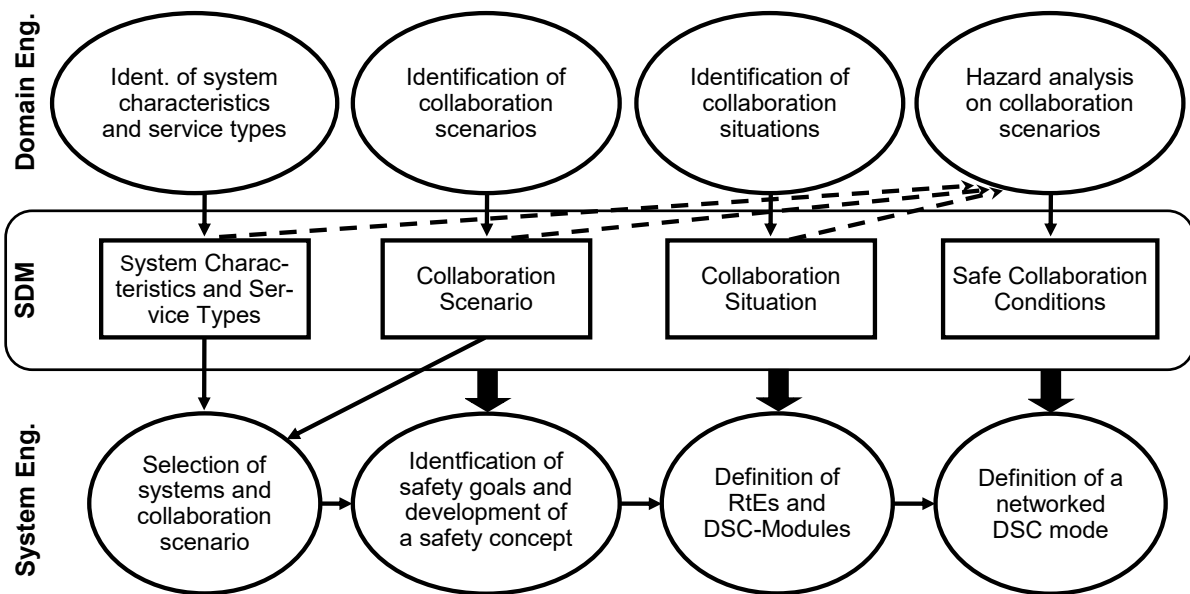 Domain Eng.
Ident. of system
characteristics
and service types
Identification of
collaboration
scenarios
Identification of
collaboration
situations
Hazard analysis
on collaboration
scenarios
SDM
System Charac-
teristics and Ser-
vice Types
Collaboration
Scenario
Collaboration
Situation
Safe Collaboration
Conditions
System Eng.
Selection of
systems and
collaboration
scenario
Identfication of
safety goals and
development of
a safety concept
Definition of
RtEs and
DSC-Modules
Definition of a
networked
DSC mode